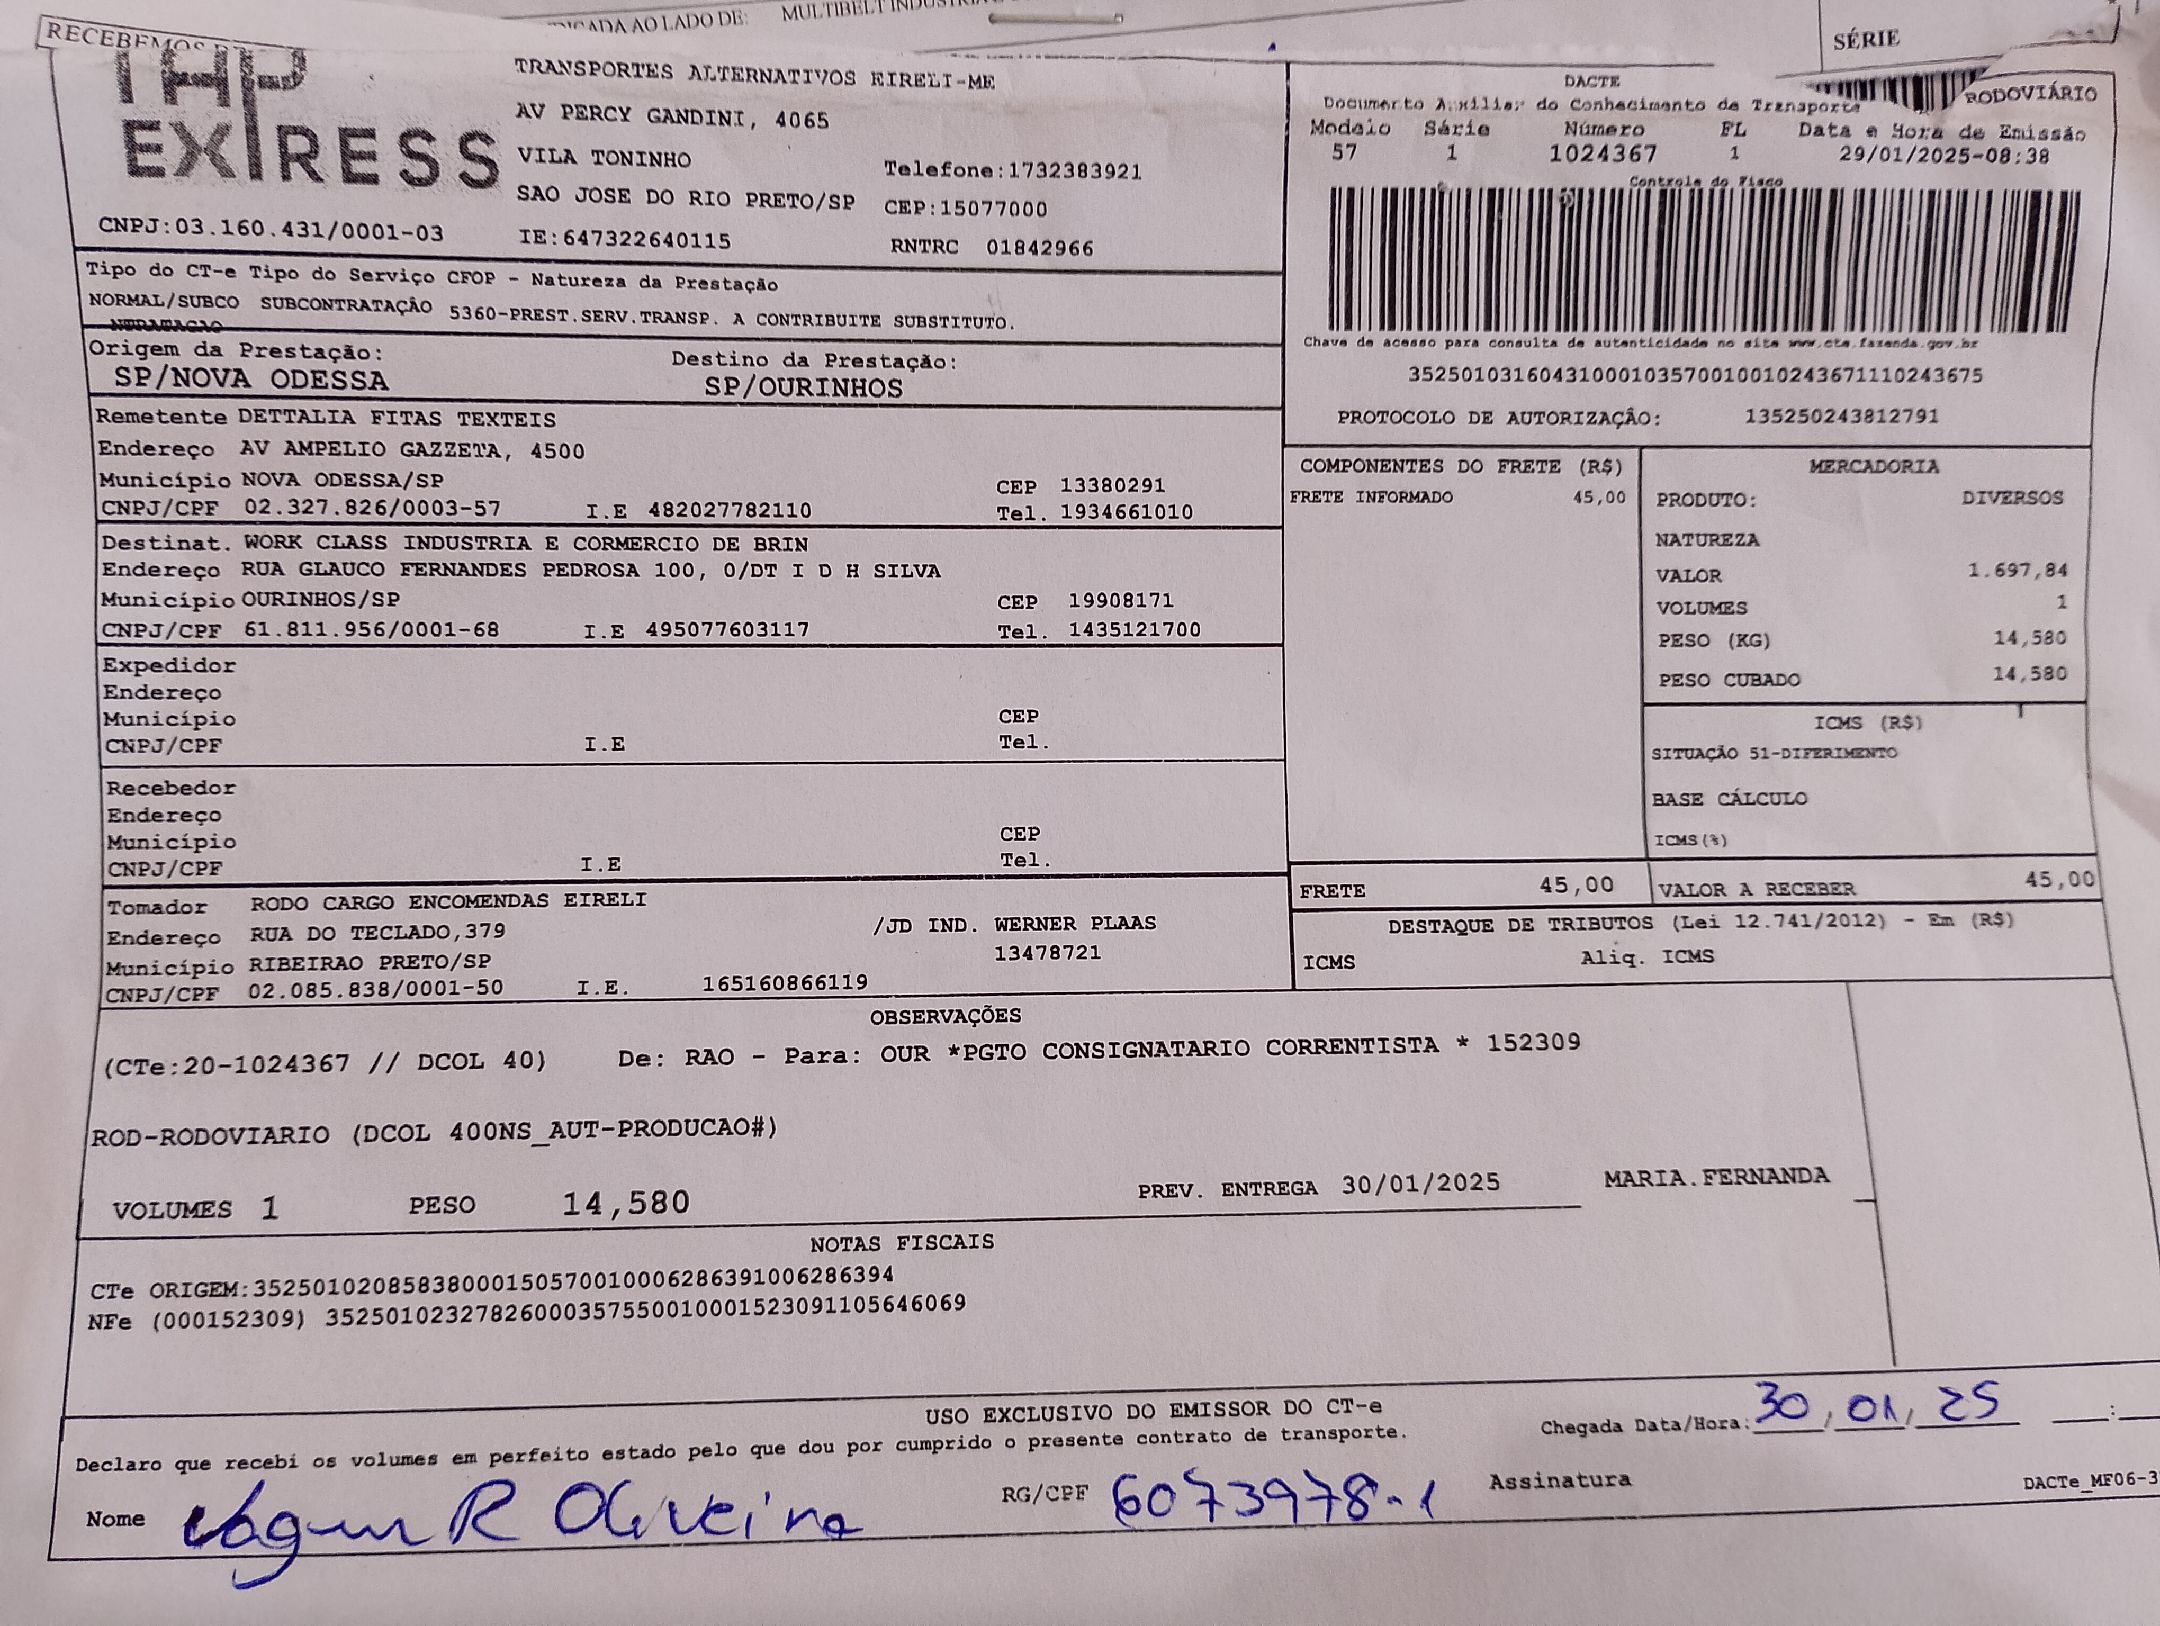 RECEBEMOS
ICADA AO LADO DE: MULTIBELT
SÉRIE
TAP
EXPRESS
TRANSPORTES ALTERNATIVOS EIRELI-ME
AV PERCY GANDINI, 4065
VILA TONINHO
Telefone:1732383921
SAO JOSE DO RIO PRETO/SP CEP:15077000
CNPJ:03.160.431/0001-03 IE:647322640115 RNTRC 01842966
DACTE
RODOVIÁRIO
Documento Auxiliar do Conhecimento de Transporte
Modelo Série Número FL Data e Hora de Emissão
57 1 1024367 1 29/01/2025-08:38
Controle do Fisco
Chave de acesso para consulta de autenticidade no site www.cte.fazenda.gov.br
35250103160431000103570010010243671110243675
PROTOCOLO DE AUTORIZAÇÂO: 135250243812791
Tipo do CT-e Tipo do Serviço CFOP - Natureza da Prestação
NORMAL/SUBCO SUBCONTRATAÇÂO 5360-PREST.SERV.TRANSP. A CONTRIBUITE SUBSTITUTO.
NTRATACAO
Origem da Prestação: Destino da Prestação:
SP/NOVA ODESSA SP/OURINHOS
Remetente DETTALIA FITAS TEXTEIS
Endereço AV AMPELIO GAZZETA, 4500
Município NOVA ODESSA/SP CEP 13380291
CNPJ/CPF 02.327.826/0003-57 I.E 482027782110 Tel. 1934661010
Destinat. WORK CLASS INDUSTRIA E CORMERCIO DE BRIN
Endereço RUA GLAUCO FERNANDES PEDROSA 100, 0/DT I D H SILVA
Município OURINHOS/SP CEP 19908171
CNPJ/CPF 61.811.956/0001-68 I.E 495077603117 Tel. 1435121700
Expedidor
Endereço
Município CEP
CNPJ/CPF I.E Tel.
Recebedor
Endereço
Município CEP
CNPJ/CPF I.E Tel.
Tomador RODO CARGO ENCOMENDAS EIRELI
Endereço RUA DO TECLADO,379 /JD IND. WERNER PLAAS
Município RIBEIRAO PRETO/SP 13478721
CNPJ/CPF 02.085.838/0001-50 I.E. 165160866119
COMPONENTES DO FRETE (R$)
FRETE INFORMADO 45,00
MERCADORIA
PRODUTO: DIVERSOS
NATUREZA
VALOR 1.697,84
VOLUMES 1
PESO (KG) 14,580
PESO CUBADO 14,580
ICMS (R$)
SITUAÇÃO 51-DIFERIMENTO
BASE CÁLCULO
ICMS(%)
FRETE 45,00 VALOR A RECEBER 45,00
DESTAQUE DE TRIBUTOS (Lei 12.741/2012) - Em (R$)
ICMS Aliq. ICMS
OBSERVAÇÕES
(CTe:20-1024367 // DCOL 40) De: RAO - Para: OUR *PGTO CONSIGNATARIO CORRENTISTA * 152309
ROD-RODOVIARIO (DCOL 400NS_AUT-PRODUCAO#)
VOLUMES 1 PESO 14,580 PREV. ENTREGA 30/01/2025 MARIA.FERNANDA
NOTAS FISCAIS
CTe ORIGEM:35250102085838000150570010006286391006286394
NFe (000152309) 35250102327826000357550010001523091105646069
USO EXCLUSIVO DO EMISSOR DO CT-e
Declaro que recebi os volumes em perfeito estado pelo que dou por cumprido o presente contrato de transporte.
Chegada Data/Hora: 30/01/25 __:__
Nome R Oliveira RG/CPF 6073978-1 Assinatura
DACTe_MF06-3